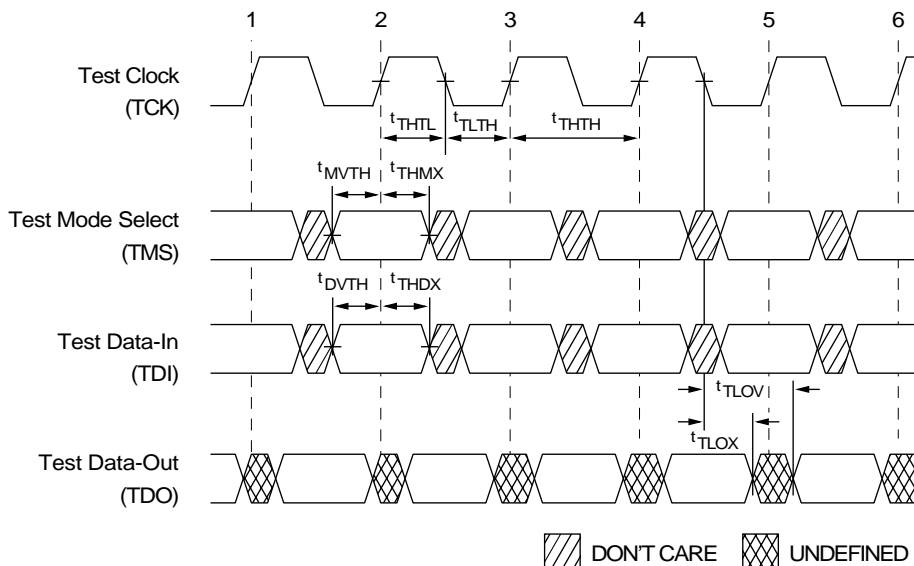 1 2 3 4 5 6
Test Clock
(TCK)
tTHTL tTLTH tTHTH
tMVTH tTHMX
Test Mode Select
(TMS)
tDVTH tTHDX
Test Data-In
(TDI)
tTLOV
tTLOX
Test Data-Out
(TDO)
DON'T CARE UNDEFINED